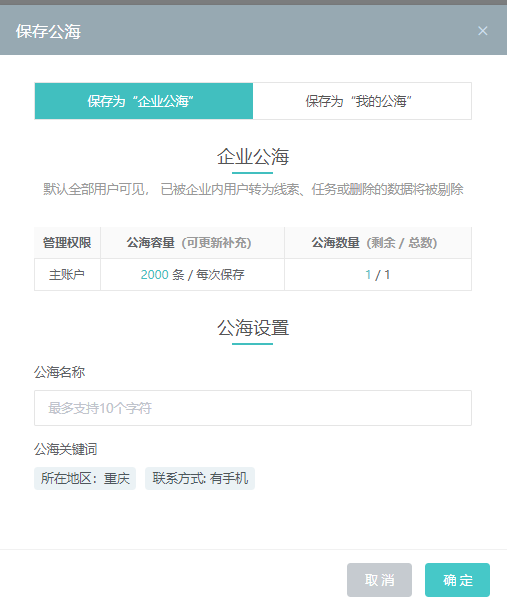 保存公海
保存为“企业公海” 保存为“我的公海”
企业公海
默认全部用户可见， 已被企业内用户转为线索、任务或删除的数据将被剔除
管理权限 公海容量（可更新补充） 公海数量（剩余 / 总数）
主账户 2000 条 / 每次保存 1 / 1
公海设置
公海名称
最多支持10个字符
公海关键词
所在地区：重庆 联系方式: 有手机
取消 确定